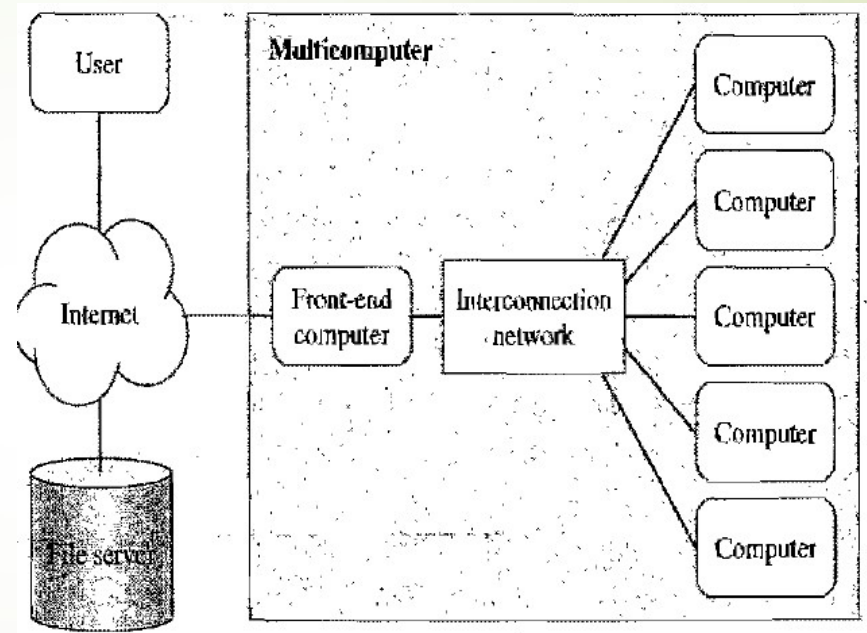 User
Multicomputer
Computer
Computer
Internet
Front-end
computer
Interconnection
network
Computer
Computer
File server
Computer